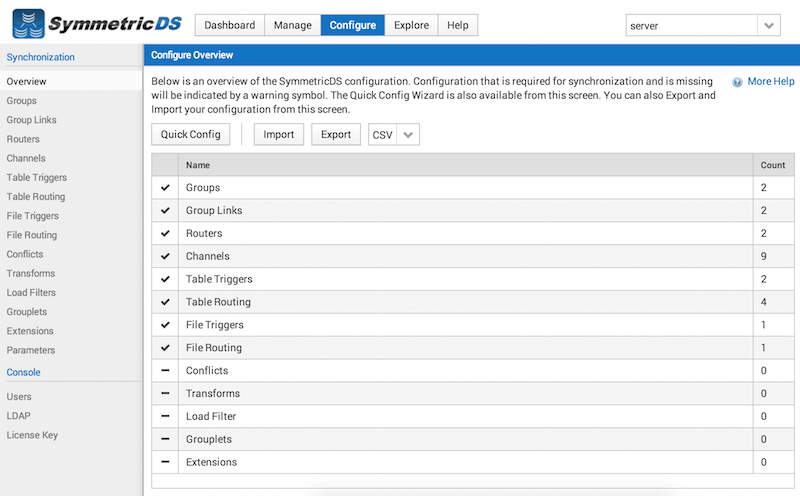 SymmetricDS
Dashboard Manage Configure Explore Help
server
Synchronization
Overview
Groups
Group Links
Routers
Channels
Table Triggers
Table Routing
File Triggers
File Routing
Conflicts
Transforms
Load Filters
Grouplets
Extensions
Parameters
Console
Users
LDAP
License Key
Configure Overview
Below is an overview of the SymmetricDS configuration. Configuration that is required for synchronization and is missing
will be indicated by a warning symbol. The Quick Config Wizard is also available from this screen. You can also Export and
Import your configuration from this screen.
More Help
Quick Config Import Export CSV
Name Count
Groups 2
Group Links 2
Routers 2
Channels 9
Table Triggers 2
Table Routing 4
File Triggers 1
File Routing 1
Conflicts 0
Transforms 0
Load Filter 0
Grouplets 0
Extensions 0